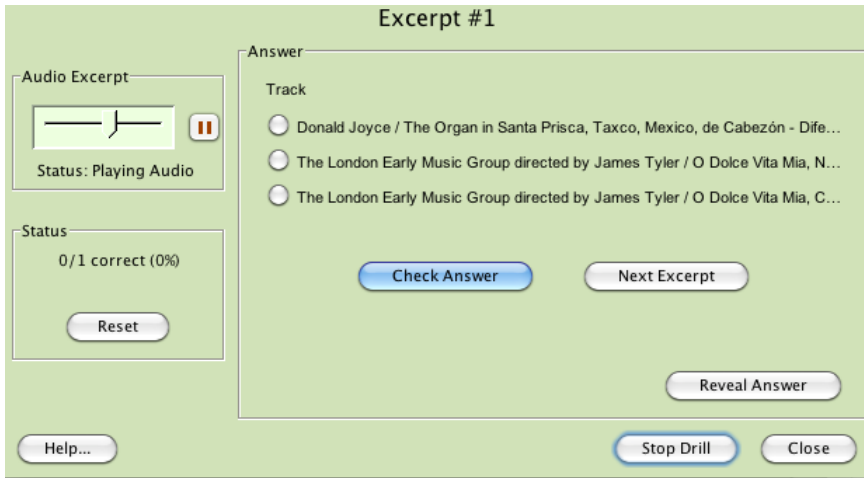 Excerpt #1
Audio Excerpt
Status: Playing Audio
Status
0/1 correct (0%)
Reset
Answer
Track
Donald Joyce / The Organ in Santa Prisca, Taxco, Mexico, de Cabezón - Dife...
The London Early Music Group directed by James Tyler / O Dolce Vita Mia, N...
The London Early Music Group directed by James Tyler / O Dolce Vita Mia, C...
Check Answer
Next Excerpt
Reveal Answer
Help...
Stop Drill
Close